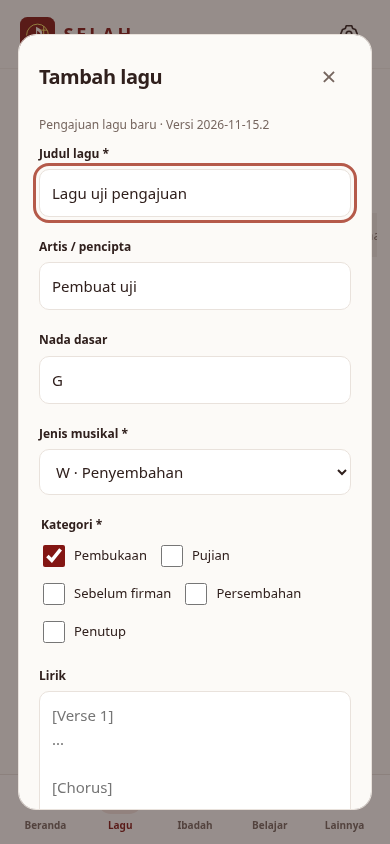 SELAH
Tambah lagu
Pengajuan lagu baru · Versi 2026-11-15.2
Judul lagu *
Lagu uji pengajuan
Artis / pencipta
Pembuat uji
Nada dasar
G
Jenis musikal *
W · Penyembahan
Kategori *
Pembukaan Pujian
Sebelum firman Persembahan
Penutup
Lirik
[Verse 1]
...
[Chorus]
Beranda Lagu Ibadah Belajar Lainnya